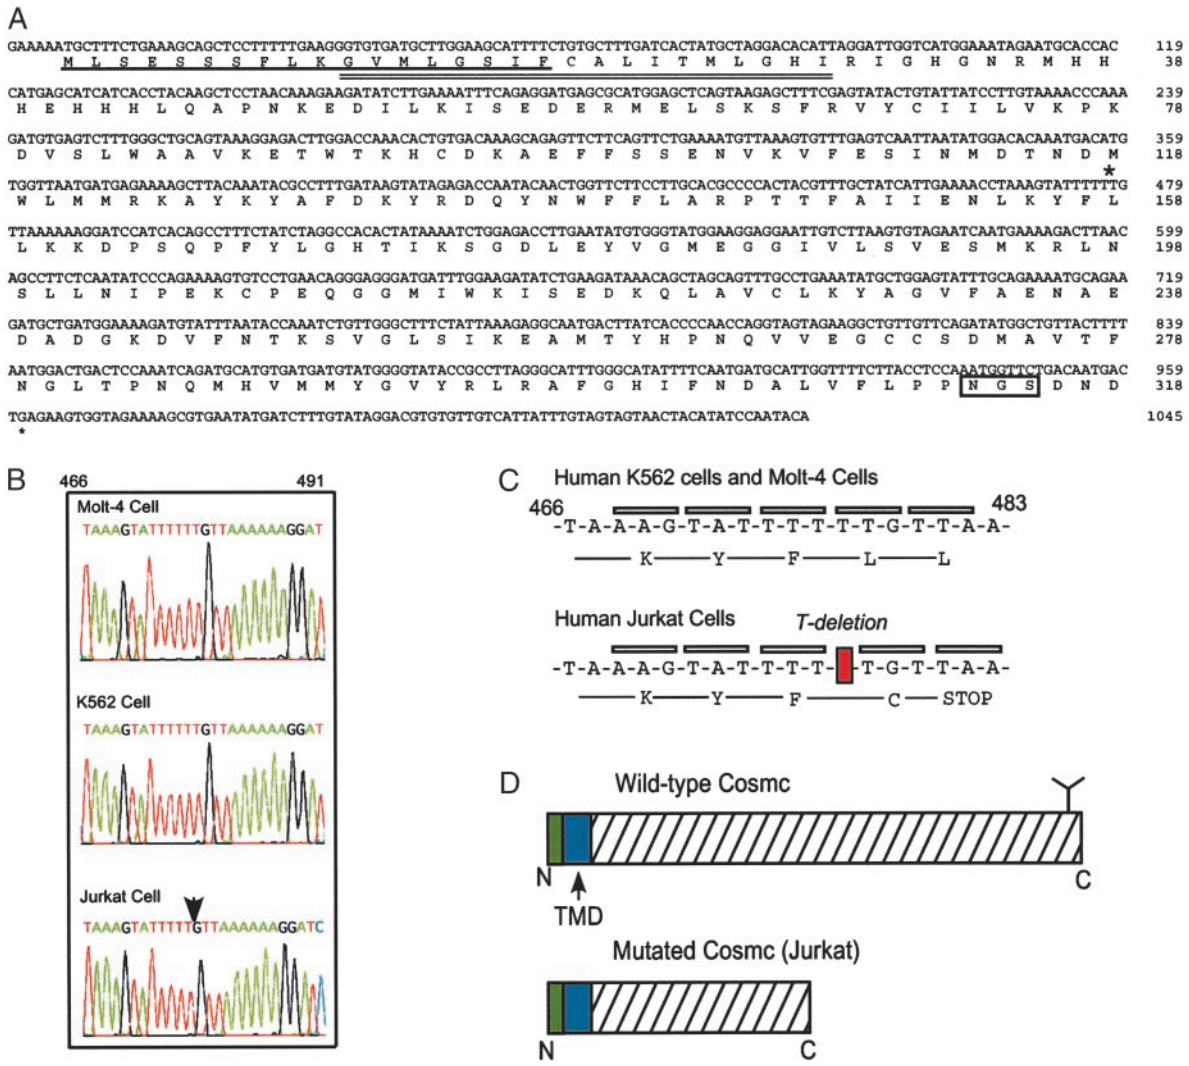 A
GAAAAATGCTTTCTGAAAGCAGCTCCTTTTTGAAGGGTGTGATGCTTGGAAGCATTTTCTGTGCTTTGATCACTATGCTAGGACACATTAGGATTGGTCATGGAAATAGAATGCACCAC 119
M L S E S S S F L K G V M L G S I F C A L I T M L G H I R I G H G N R M H H 38
CATGAGCATCATCACCTACAAGCTCCTAACAAAGAAGATATCTTGAAAATTTCAGAGGATGAGCGCATGGAGCTCAGTAAGAGCTTTCGAGTATACTGTATTATCCTTGTAAAACCCAAA 239
H E H H H L Q A P N K E D I L K I S E D E R M E L S K S F R V Y C I I L V K P K 78
GATGTGAGTCTTTGGGCTGCAGTAAAGGAGACTTGGACCAAACACTGTGACAAAGCAGAGTTCTTCAGTTCTGAAAATGTTAAAGTGTTTGAGTCAATTAATATGGACACAAATGACATG 359
D V S L W A A V K E T W T K H C D K A E F F S S E N V K V F E S I N M D T N D M 118
*
TGGTTAATGATGAGAAAAGCTTACAAATACGCCTTTGATAAGTATAGAGACCAATACAACTGGTTCTTCCTTGCACGCCCCACTACGTTTGCTATCATTGAAAACCTAAAGTATTTTTTG 479
W L M M R K A Y K Y A F D K Y R D Q Y N W F F L A R P T T F A I I E N L K Y F L 158
TTAAAAAAGGATCCATCACAGCCTTTCTATCTAGGCCACACTATAAAATCTGGAGACCTTGAATATGTGGGTATGGAAGGAGGAATTGTCTTAAGTGTAGAATCAATGAAAAGACTTAAC 599
L K K D P S Q P F Y L G H T I K S G D L E Y V G M E G G I V L S V E S M K R L N 198
AGCCTTCTCAATATCCCAGAAAAGTGTCCTGAACAGGGAGGGATGATTTGGAAGATATCTGAAGATAAACAGCTAGCAGTTTGCCTGAAATATGCTGGAGTATTTGCAGAAAATGCAGAA 719
S L L N I P E K C P E Q G G M I W K I S E D K Q L A V C L K Y A G V F A E N A E 238
GATGCTGATGGAAAAGATGTATTTAATACCAAATCTGTTGGGCTTTCTATTAAAGAGGCAATGACTTATCACCCCAACCAGGTAGTAGAAGGCTGTTGTTCAGATATGGCTGTTACTTTT 839
D A D G K D V F N T K S V G L S I K E A M T Y H P N Q V V E G C C S D M A V T F 278
AATGGACTGACTCCAAATCAGATGCATGTGATGATGTATGGGGTATACCGCCTTAGGGCATTTGGGCATATTTTCAATGATGCATTGGTTTTCTTACCTCCAAATGGTTCTGACAATGAC 959
N G L T P N Q M H V M M Y G V Y R L R A F G H I F N D A L V F L P P N G S D N D 318
TGAGAAGTGGTAGAAAAGCGTGAATATGATCTTTGTATAGGACGTGTGTTGTCATTATTTGTAGTAGTAACTACATATCCAATACA 1045
*
B
466 491
Molt-4 Cell
TAAAGTATTTTTTGTTAAAAAAGGAT
K562 Cell
TAAAGTATTTTTTGTTAAAAAAGGAT
Jurkat Cell
TAAAGTATTTTTGTTAAAAAAGGATC
C
Human K562 cells and Molt-4 Cells
466 483
-T-A-A-A-G-T-A-T-T-T-T-T-T-G-T-T-A-A-
K Y F L L
Human Jurkat Cells
T-deletion
-T-A-A-A-G-T-A-T-T-T-T-T-G-T-T-A-A-
K Y F C STOP
D
Wild-type Cosmc
N C
TMD
Mutated Cosmc (Jurkat)
N C